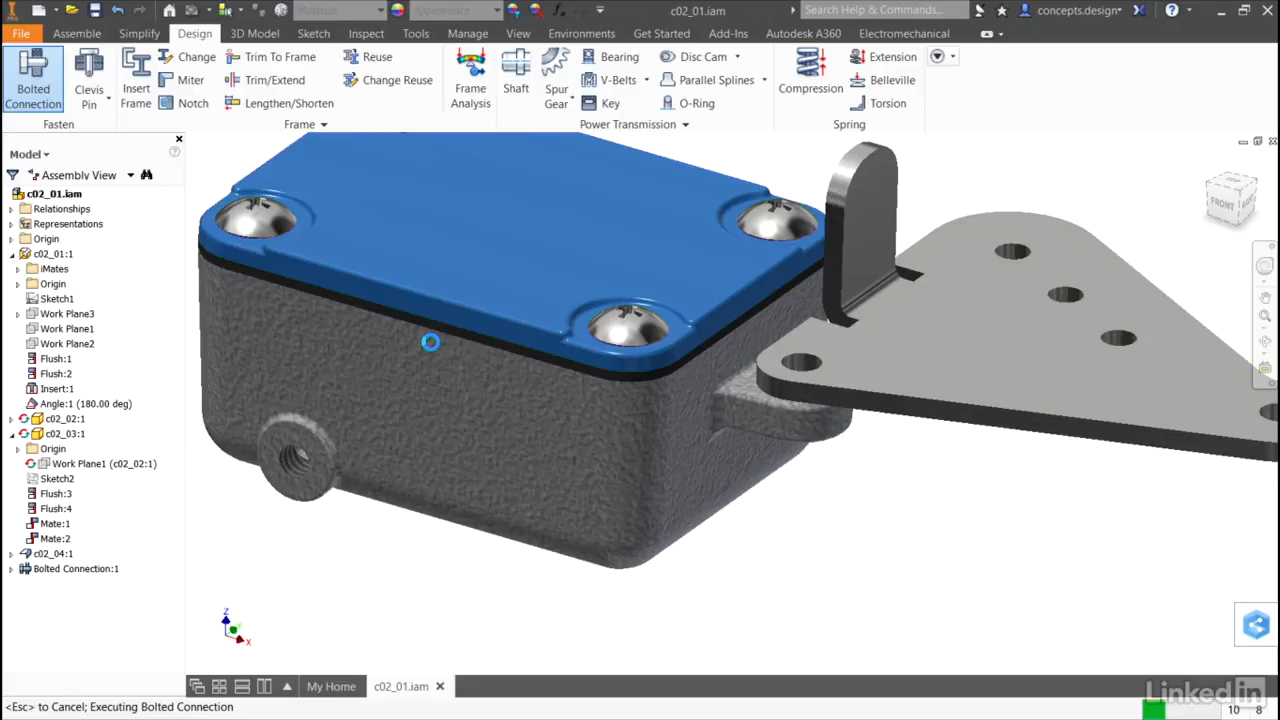 Material
Appearance
c02_01.iam
Search Help & Commands...
concepts.design
File
Assemble
Simplify
Design
3D Model
Sketch
Inspect
Tools
Manage
View
Environments
Get Started
Add-Ins
Autodesk A360
Electromechanical
Bolted Connection
Clevis Pin
Insert Frame
Change
Miter
Notch
Trim To Frame
Trim/Extend
Lengthen/Shorten
Reuse
Change Reuse
Frame Analysis
Shaft
Spur Gear
Bearing
V-Belts
Key
Disc Cam
Parallel Splines
O-Ring
Compression
Extension
Belleville
Torsion
Fasten
Frame
Power Transmission
Spring
Model
Assembly View
c02_01.iam
Relationships
Representations
Origin
c02_01:1
iMates
Origin
Sketch1
Work Plane3
Work Plane1
Work Plane2
Flush:1
Flush:2
Insert:1
Angle:1 (180.00 deg)
c02_02:1
c02_03:1
Origin
Work Plane1 (c02_02:1)
Sketch2
Flush:3
Flush:4
Mate:1
Mate:2
c02_04:1
Bolted Connection:1
FRONT
Z
X
My Home
c02_01.iam
<Esc> to Cancel; Executing Bolted Connection
10 8
Linked in